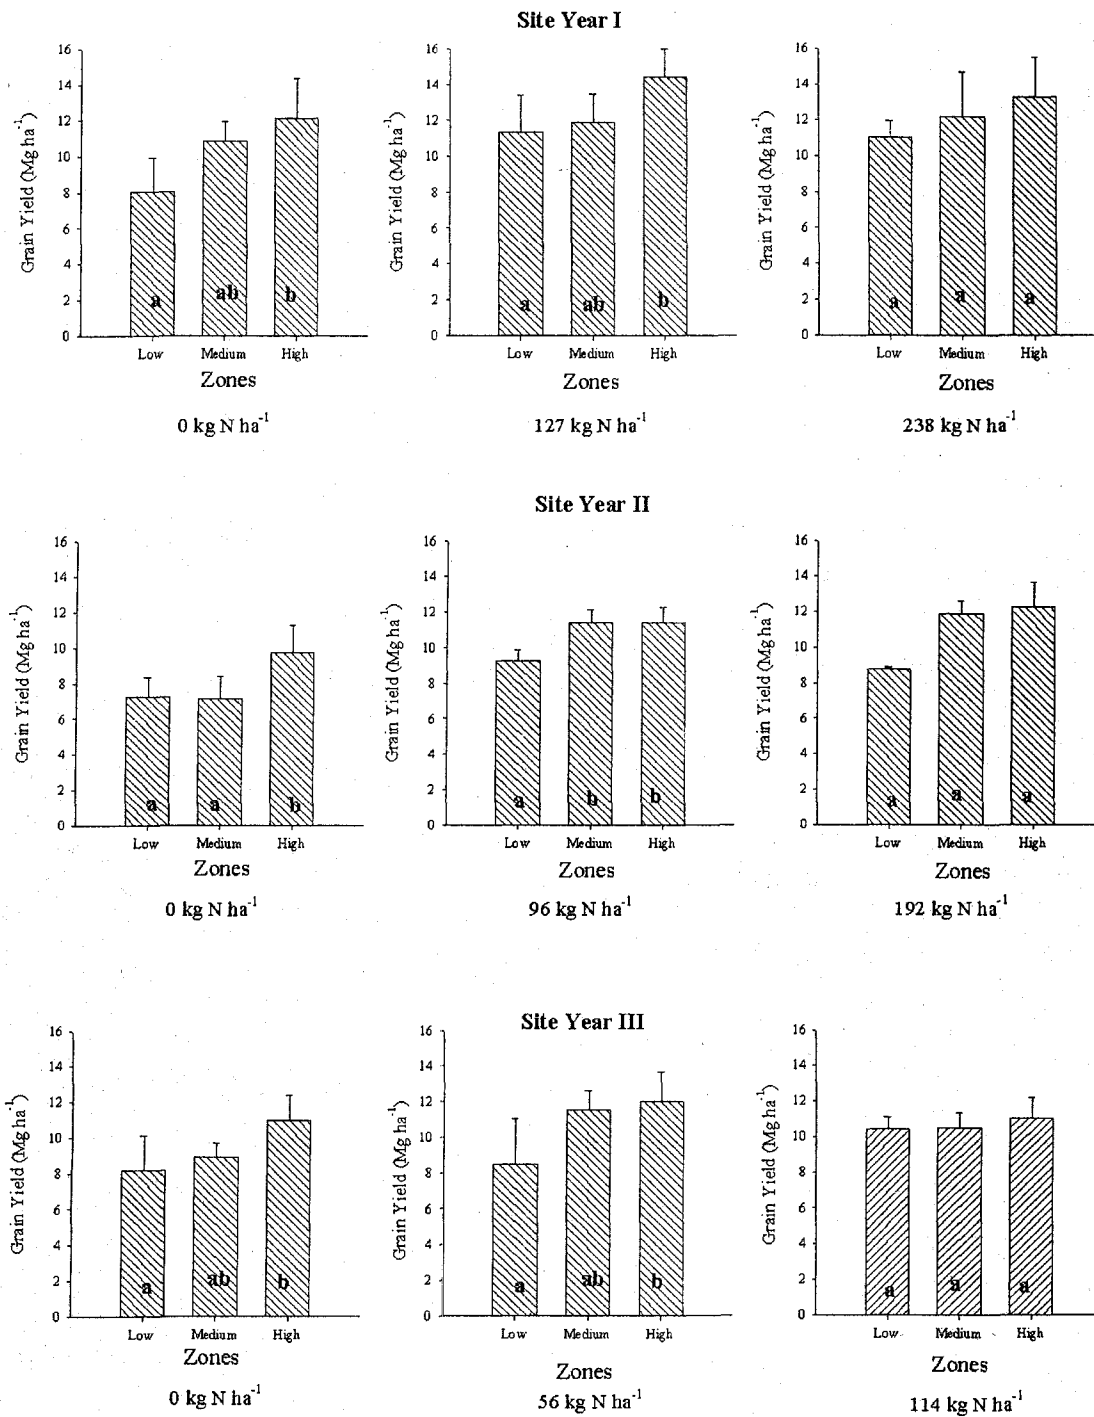 Site Year I
Grain Yield (Mg ha⁻¹)
16
14
12
10
8
6
4
2
0
a
ab
b
Low Medium High
Zones
0 kg N ha⁻¹
Grain Yield (Mg ha⁻¹)
16
14
12
10
8
6
4
2
0
a
ab
b
Low Medium High
Zones
127 kg N ha⁻¹
Grain Yield (Mg ha⁻¹)
16
14
12
10
8
6
4
2
0
a
a
a
Low Medium High
Zones
238 kg N ha⁻¹
Site Year II
Grain Yield (Mg ha⁻¹)
16
14
12
10
8
6
4
2
0
a
a
b
Low Medium High
Zones
0 kg N ha⁻¹
Grain Yield (Mg ha⁻¹)
16
14
12
10
8
6
4
2
0
a
b
b
Low Medium High
Zones
96 kg N ha⁻¹
Grain Yield (Mg ha⁻¹)
16
14
12
10
8
6
4
2
0
a
a
a
Low Medium High
Zones
192 kg N ha⁻¹
Site Year III
Grain Yield (Mg ha⁻¹)
16
14
12
10
8
6
4
2
0
a
ab
b
Low Medium High
Zones
0 kg N ha⁻¹
Grain Yield (Mg ha⁻¹)
16
14
12
10
8
6
4
2
0
a
ab
b
Low Medium High
Zones
56 kg N ha⁻¹
Grain Yield (Mg ha⁻¹)
16
14
12
10
8
6
4
2
0
a
a
a
Low Medium High
Zones
114 kg N ha⁻¹